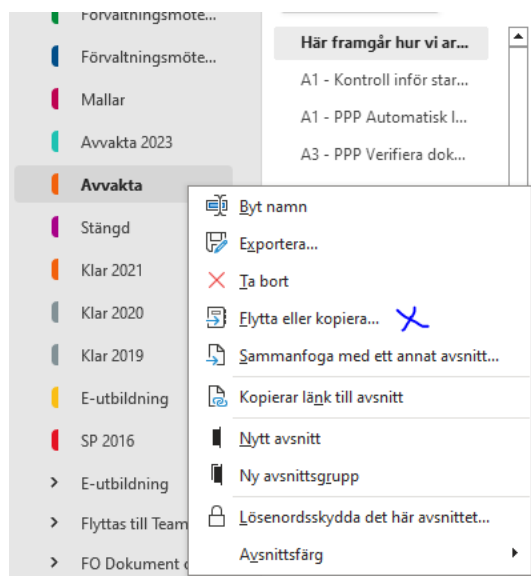 Förvaltningsmöte...
Förvaltningsmöte...
Mallar
Avvakta 2023
Avvakta
Stängd
Klar 2021
Klar 2020
Klar 2019
E-utbildning
SP 2016
E-utbildning
Flyttas till Team
FO Dokument
Här framgår hur vi ar...
A1 - Kontroll inför star...
A1 - PPP Automatisk I...
A3 - PPP Verifiera dok...
Byt namn
Exportera...
Ta bort
Flytta eller kopiera...
Sammanfoga med ett annat avsnitt...
Kopierar länk till avsnitt
Nytt avsnitt
Ny avsnittsgrupp
Lösenordsskydda det här avsnittet...
Avsnittsfärg